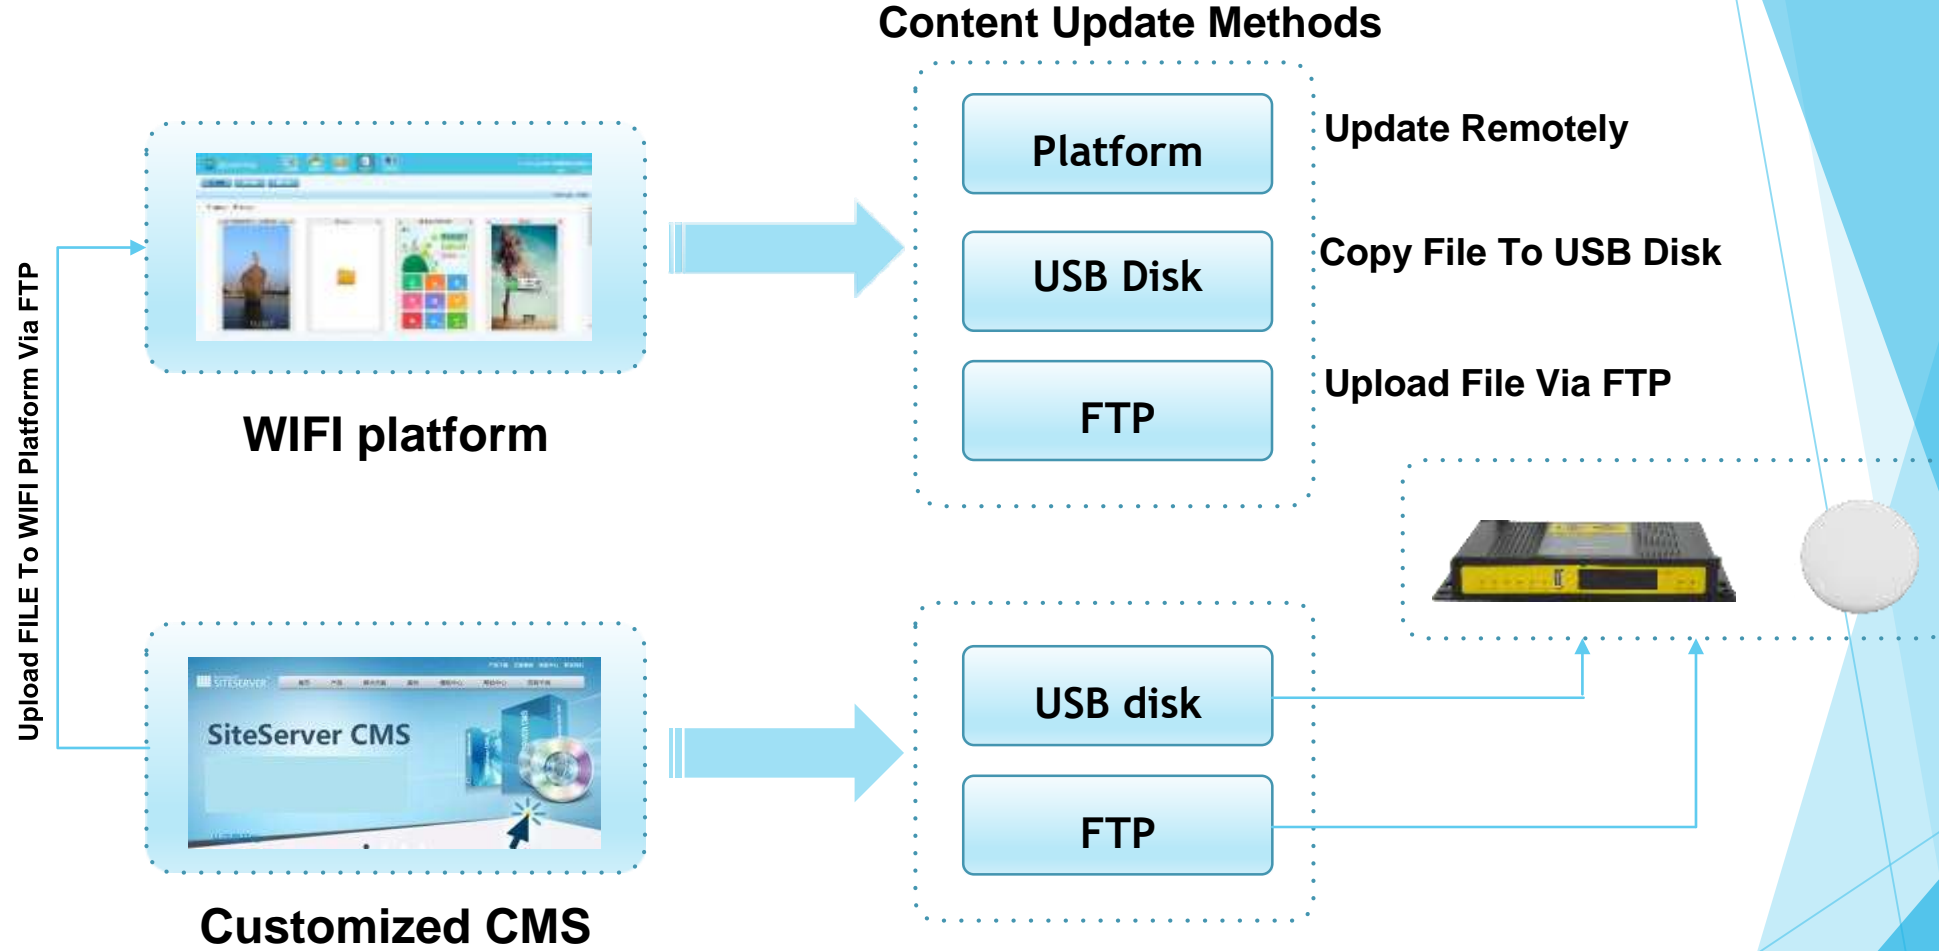 Content Update Methods
Platform
Update Remotely
USB Disk
Copy File To USB Disk
FTP
Upload File Via FTP
WIFI platform
Upload FILE To WIFI Platform Via FTP
SITESERVER
SiteServer CMS
USB disk
FTP
Customized CMS